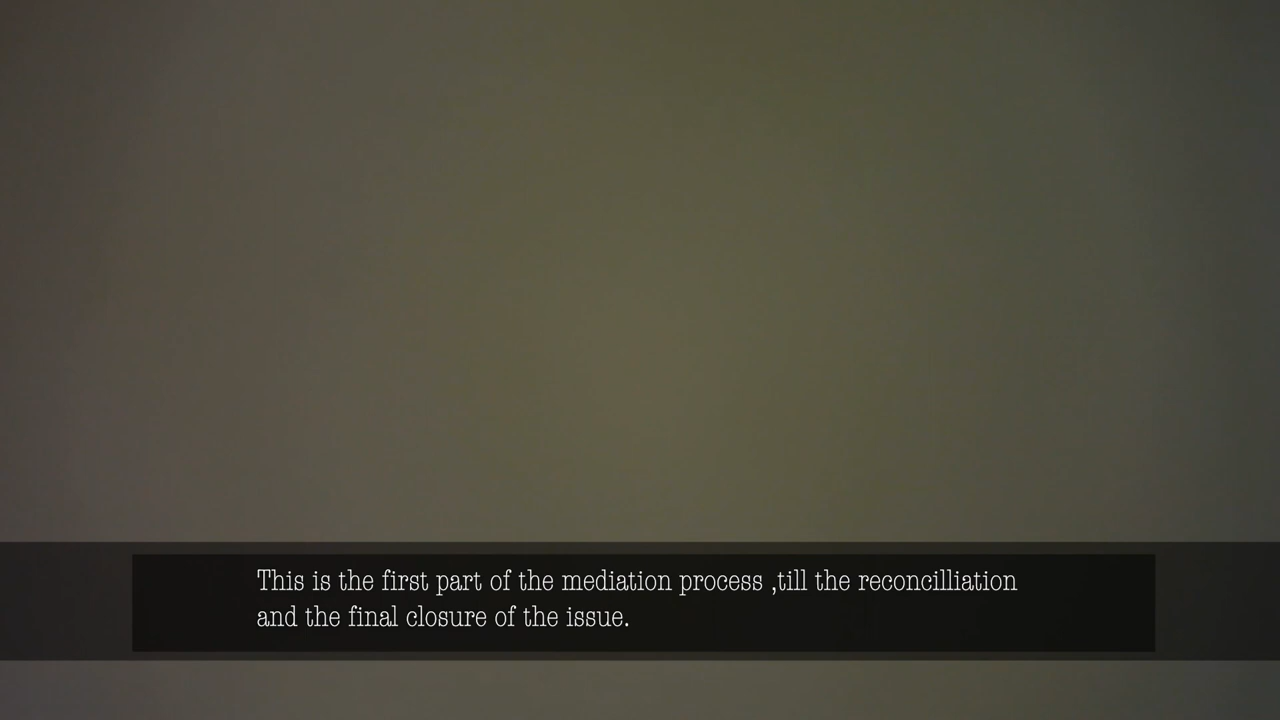 This is the first part of the mediation process ,till the reconcilliation
and the final closure of the issue.